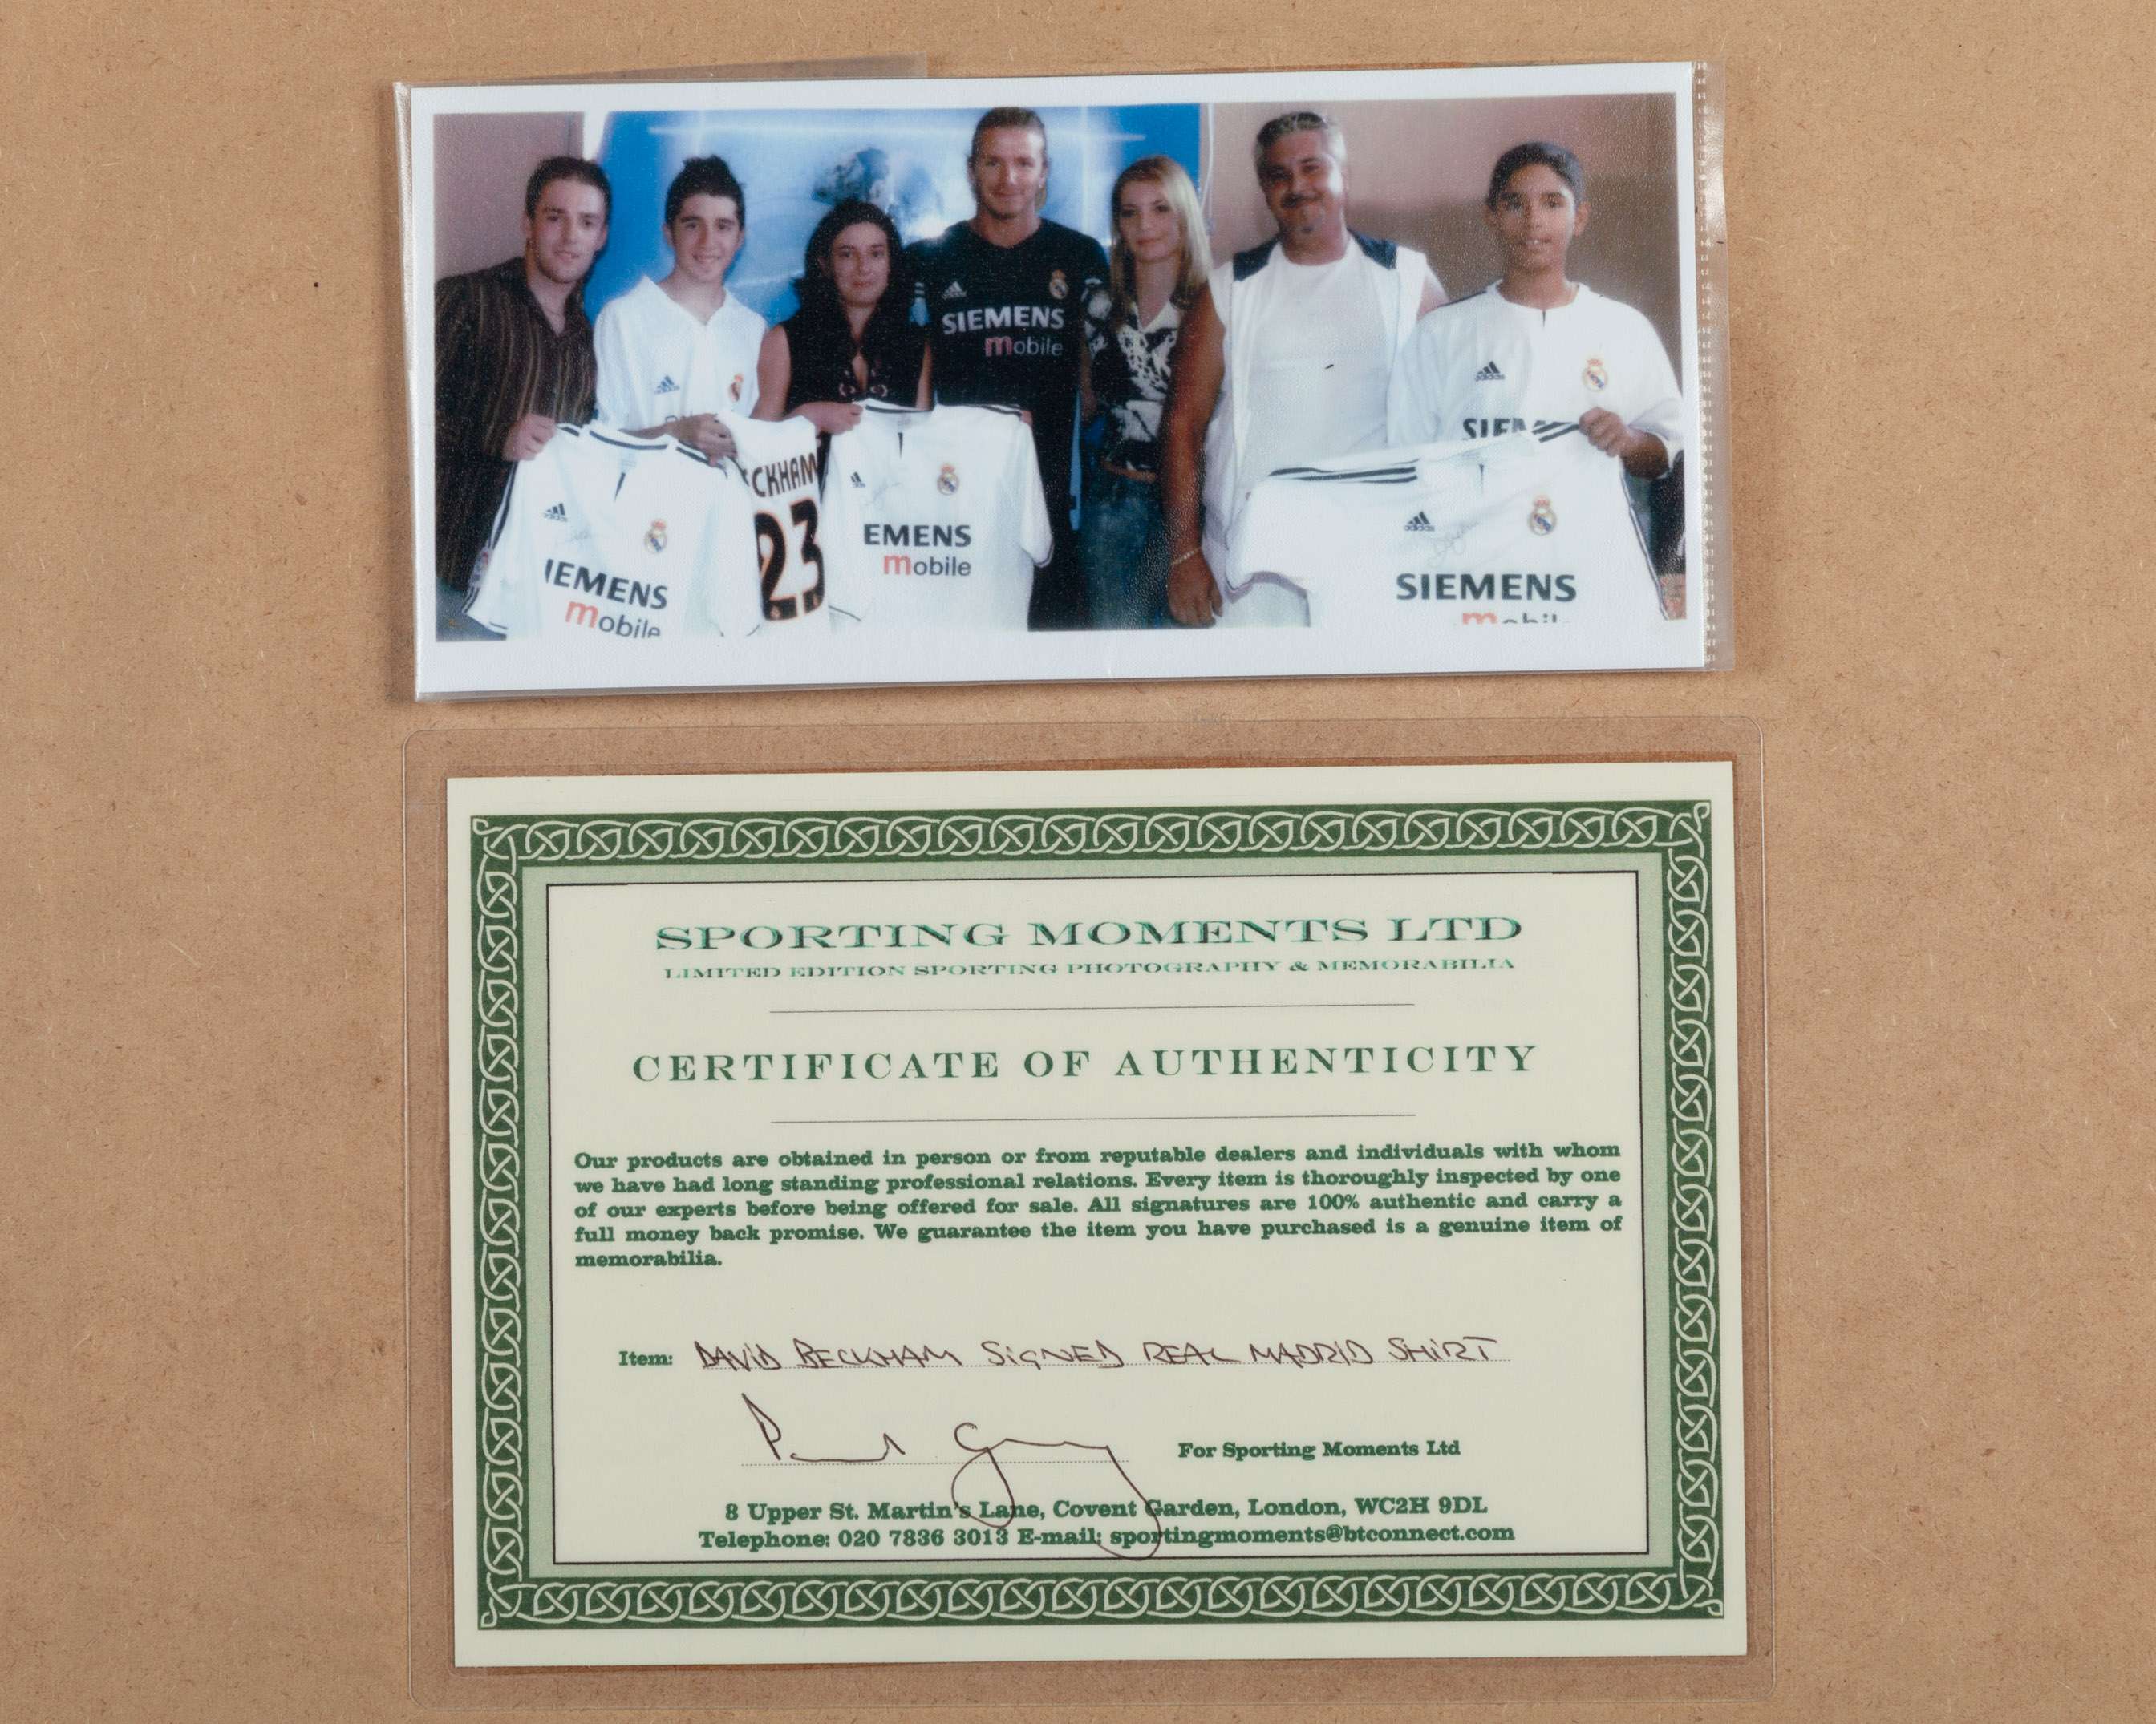 SIEMENS
mobile
SIEM
CKHAM
23
IEMENS
mobile
EMENS
mobile
SIEMENS
mobil
SPORTING MOMENTS LTD
LIMITED EDITION SPORTING PHOTOGRAPHY & MEMORABILIA
CERTIFICATE OF AUTHENTICITY
Our products are obtained in person or from reputable dealers and individuals with whom
we have had long standing professional relations. Every item is thoroughly inspected by one
of our experts before being offered for sale. All signatures are 100% authentic and carry a
full money back promise. We guarantee the item you have purchased is a genuine item of
memorabilia.
Item: DAVID BECKHAM SIGNED REAL MADRID SHIRT
For Sporting Moments Ltd
8 Upper St. Martin's Lane, Covent Garden, London, WC2H 9DL
Telephone: 020 7836 3013 E-mail: sportingmoments@btconnect.com